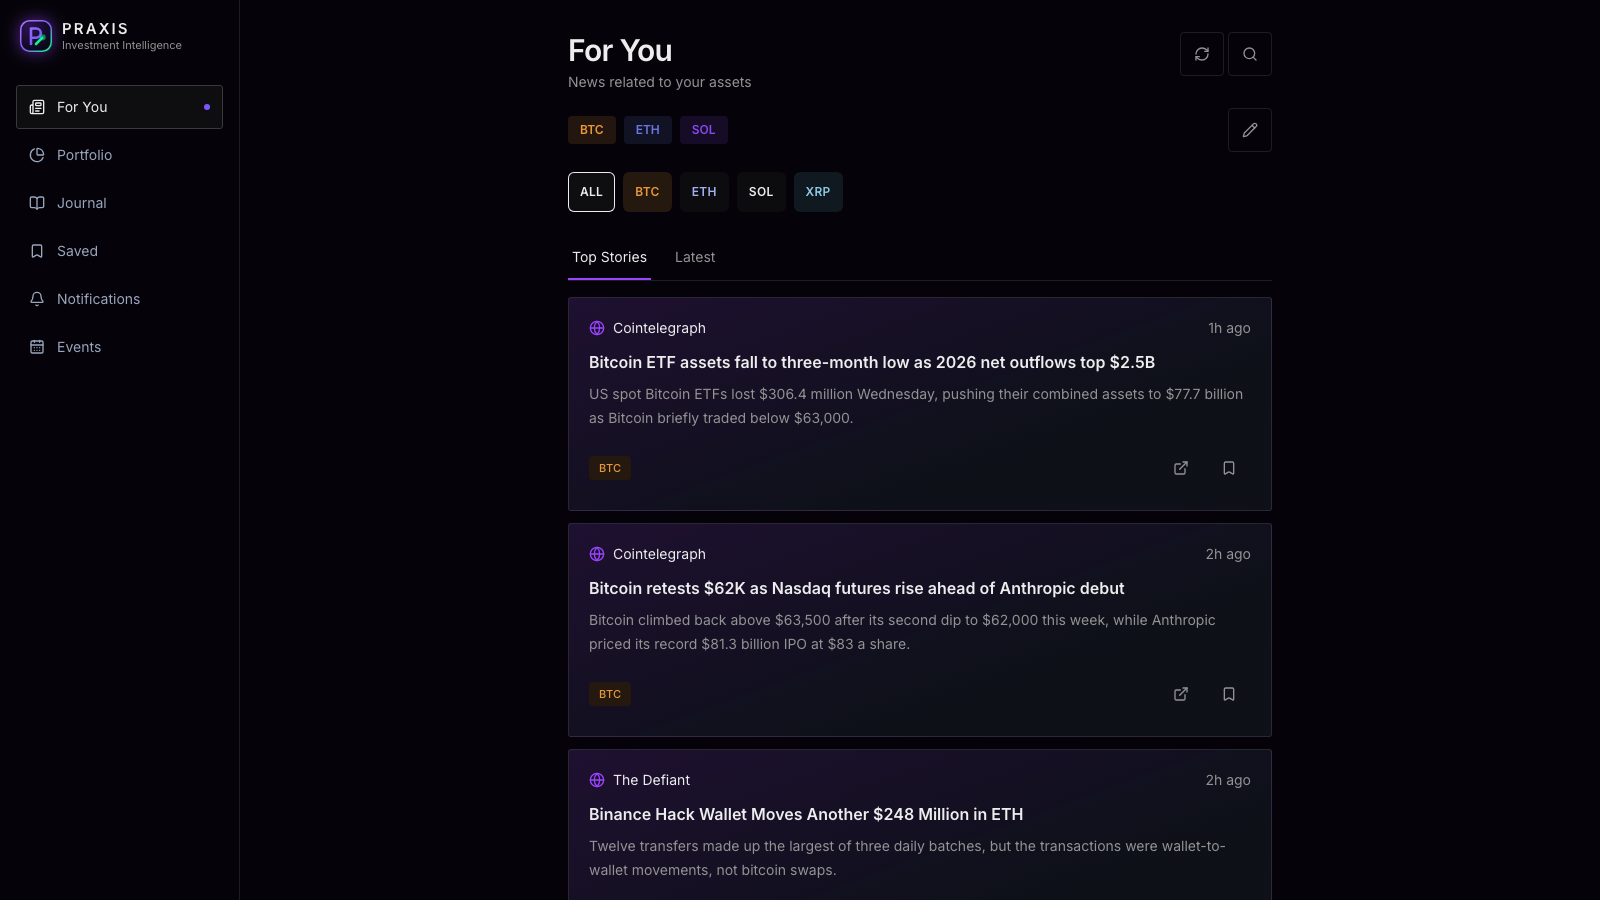 PRAXIS
Investment Intelligence
For You
Portfolio
Journal
Saved
Notifications
Events
For You
News related to your assets
BTC ETH SOL
ALL BTC ETH SOL XRP
Top Stories Latest
Cointelegraph 1h ago
Bitcoin ETF assets fall to three-month low as 2026 net outflows top $2.5B
US spot Bitcoin ETFs lost $306.4 million Wednesday, pushing their combined assets to $77.7 billion
as Bitcoin briefly traded below $63,000.
BTC
Cointelegraph 2h ago
Bitcoin retests $62K as Nasdaq futures rise ahead of Anthropic debut
Bitcoin climbed back above $63,500 after its second dip to $62,000 this week, while Anthropic
priced its record $81.3 billion IPO at $83 a share.
BTC
The Defiant 2h ago
Binance Hack Wallet Moves Another $248 Million in ETH
Twelve transfers made up the largest of three daily batches, but the transactions were wallet-to-
wallet movements, not bitcoin swaps.